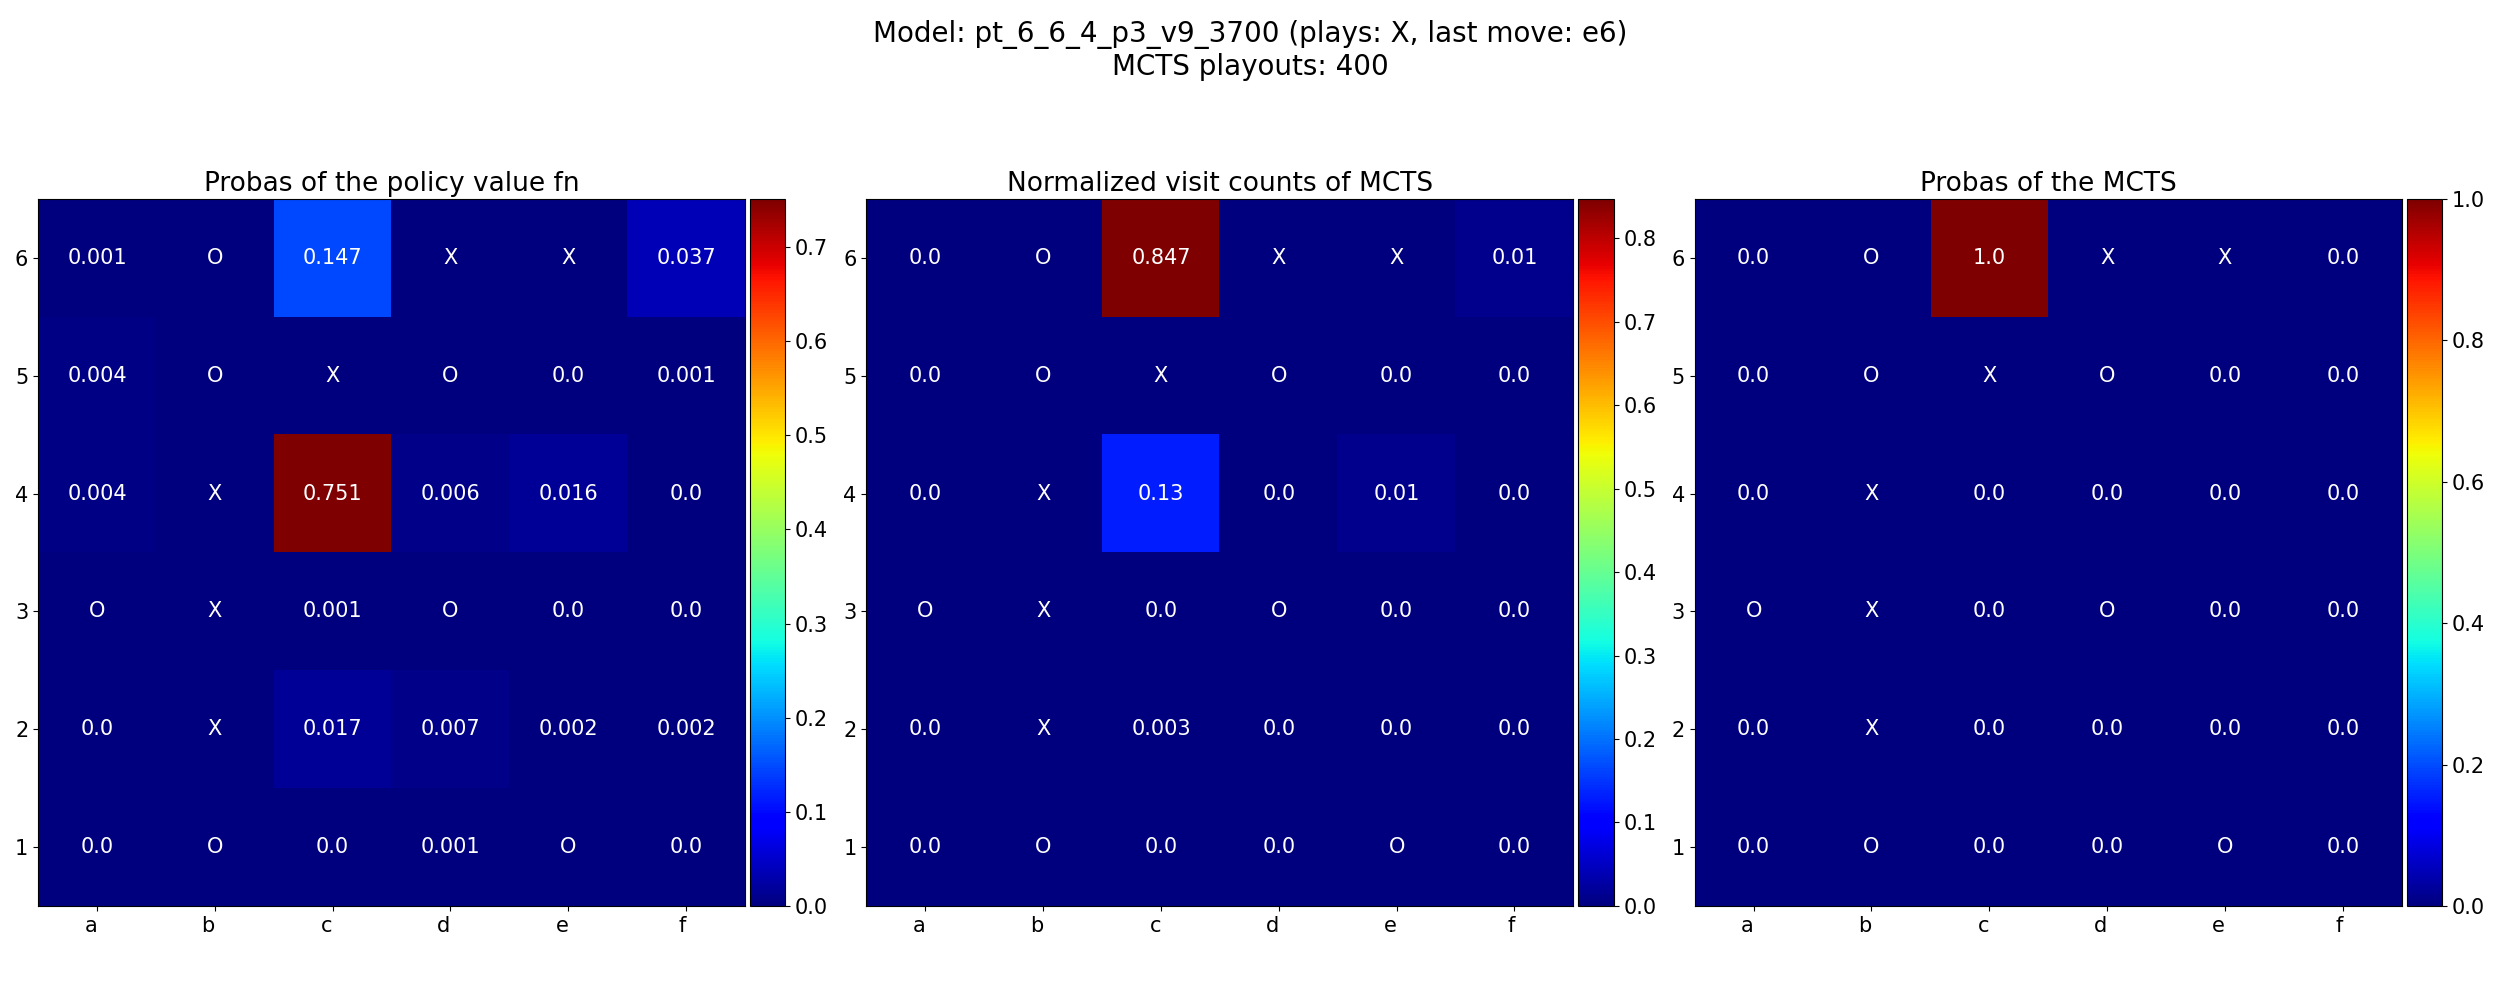 Model: pt_6_6_4_p3_v9_3700 (plays: X, last move: e6)
MCTS playouts: 400
Probas of the policy value fn
6 0.001 O 0.147 X X 0.037
5 0.004 O X O 0.0 0.001
4 0.004 X 0.751 0.006 0.016 0.0
3 O X 0.001 O 0.0 0.0
2 0.0 X 0.017 0.007 0.002 0.002
1 0.0 O 0.0 0.001 O 0.0
a b c d e f
0.7
0.6
0.5
0.4
0.3
0.2
0.1
0.0
Normalized visit counts of MCTS
6 0.0 O 0.847 X X 0.01
5 0.0 O X O 0.0 0.0
4 0.0 X 0.13 0.0 0.01 0.0
3 O X 0.0 O 0.0 0.0
2 0.0 X 0.003 0.0 0.0 0.0
1 0.0 O 0.0 0.0 O 0.0
a b c d e f
0.8
0.7
0.6
0.5
0.4
0.3
0.2
0.1
0.0
Probas of the MCTS
6 0.0 O 1.0 X X 0.0
5 0.0 O X O 0.0 0.0
4 0.0 X 0.0 0.0 0.0 0.0
3 O X 0.0 O 0.0 0.0
2 0.0 X 0.0 0.0 0.0 0.0
1 0.0 O 0.0 0.0 O 0.0
a b c d e f
1.0
0.8
0.6
0.4
0.2
0.0